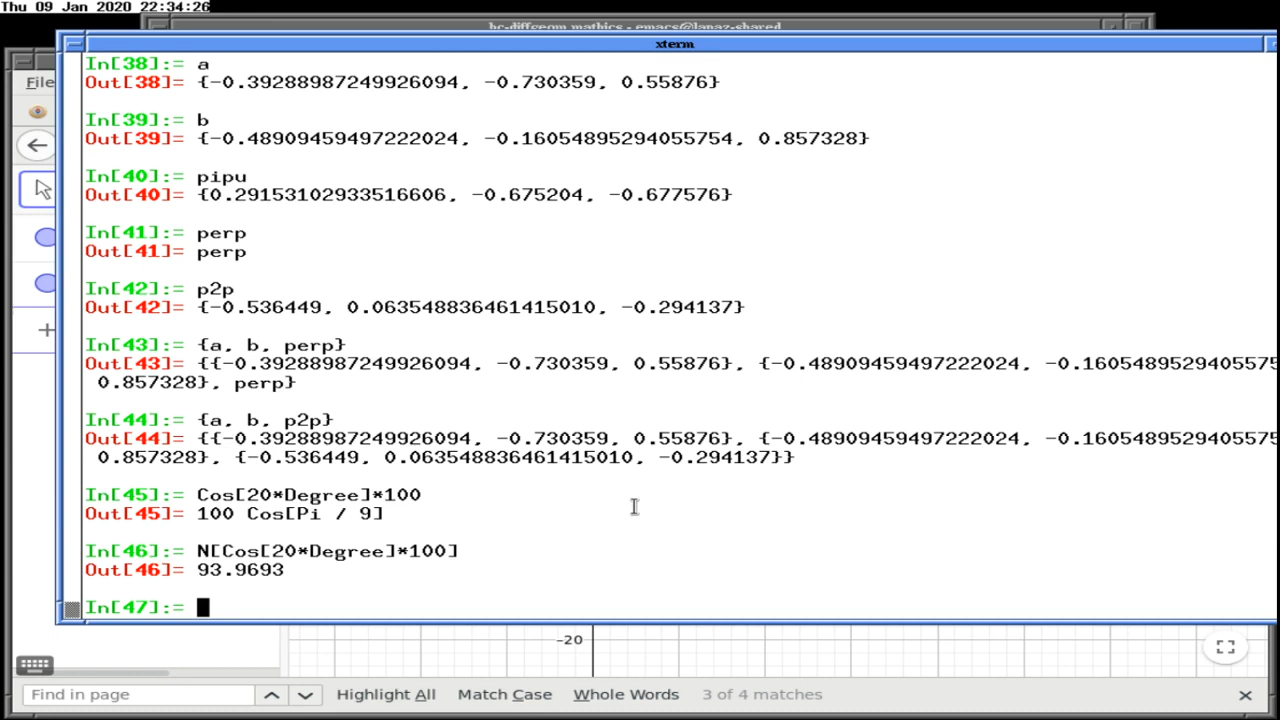 Thu 09 Jan 2020 22:34:26
hc-diffgeom.mathics - emacs@lapaz-shared
xterm
File
In[38]:= a
Out[38]= {-0.39288987249926094, -0.730359, 0.55876}
In[39]:= b
Out[39]= {-0.48909459497222024, -0.16054895294055754, 0.857328}
In[40]:= pipu
Out[40]= {0.29153102933516606, -0.675204, -0.677576}
In[41]:= perp
Out[41]= perp
In[42]:= p2p
Out[42]= {-0.536449, 0.063548836461415010, -0.294137}
In[43]:= {a, b, perp}
Out[43]= {{-0.39288987249926094, -0.730359, 0.55876}, {-0.48909459497222024, -0.1605489529405575
0.857328}, perp}
In[44]:= {a, b, p2p}
Out[44]= {{-0.39288987249926094, -0.730359, 0.55876}, {-0.48909459497222024, -0.1605489529405575
0.857328}, {-0.536449, 0.063548836461415010, -0.294137}}
In[45]:= Cos[20*Degree]*100
Out[45]= 100 Cos[Pi / 9]
In[46]:= N[Cos[20*Degree]*100]
Out[46]= 93.9693
In[47]:=
-20
Find in page Highlight All Match Case Whole Words 3 of 4 matches